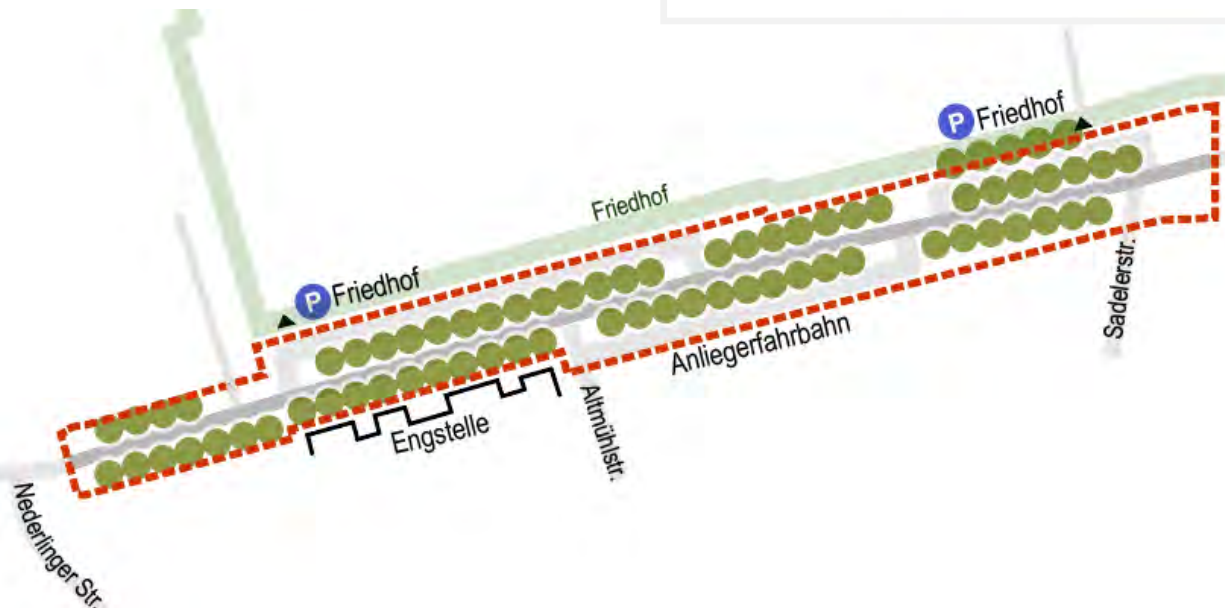 P Friedhof
Friedhof
P Friedhof
Anliegerfahrbahn
Sadelerstr.
Engstelle
Altmühlstr.
Nederlinger Str.